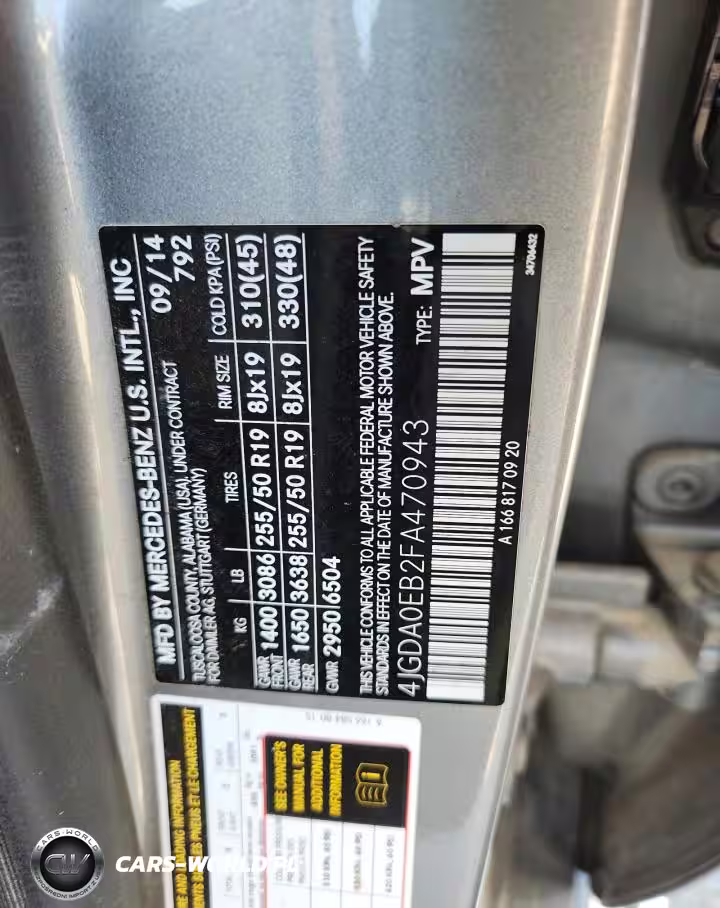 MFD BY MERCEDES-BENZ U.S. INTL., INC
TUSCALOOSA COUNTY, ALABAMA (USA), UNDER CONTRACT 09/14
FOR DAIMLER AG, STUTTGART (GERMANY) 792
KG LB TIRES RIM SIZE COLD KPA (PSI)
GAWR FRONT 1400 3086 255/50 R19 8Jx19 310(45)
GAWR REAR 1650 3638 255/50 R19 8Jx19 330(48)
GVWR 2950 6504
THIS VEHICLE CONFORMS TO ALL APPLICABLE FEDERAL MOTOR VEHICLE SAFETY
STANDARDS IN EFFECT ON THE DATE OF MANUFACTURE SHOWN ABOVE.
4JGDA0EB2FA470943 TYPE: MPV
A 166 817 09 20 34706432
SEE OWNER'S
MANUAL FOR
ADDITIONAL
INFORMATION
CARS-WORLD
CW
CARS-WORLD